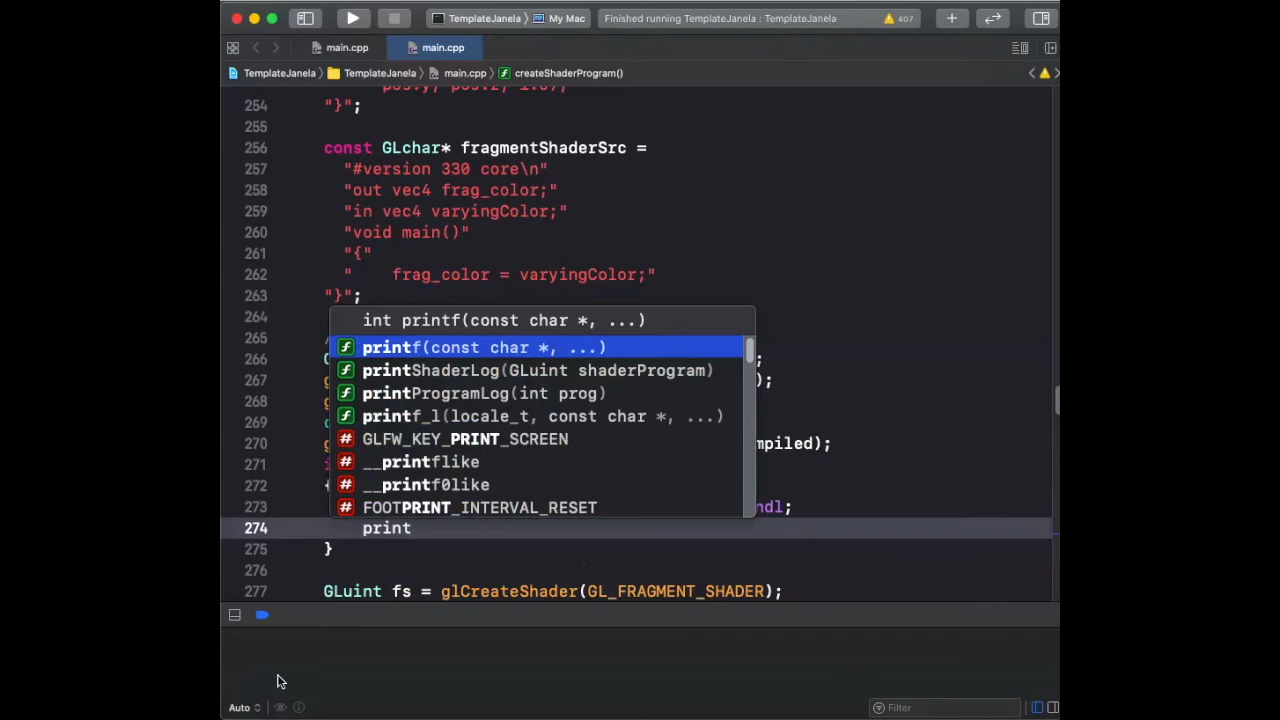 TemplateJanela 〉 My Mac
Finished running TemplateJanela : TemplateJanela
407
main.cpp
main.cpp
TemplateJanela 〉 TemplateJanela 〉 main.cpp 〉 createShaderProgram()
254 "}";
255
256 const GLchar* fragmentShaderSrc =
257 "#version 330 core\n"
258 "out vec4 frag_color;"
259 "in vec4 varyingColor;"
260 "void main()"
261 "{"
262 "    frag_color = varyingColor;"
263 "}";
264
265
266
267
268
269
270 mpiled);
271
272 {
273 ndl;
int printf(const char *, ...)
printf(const char *, ...)
printShaderLog(GLuint shaderProgram)
printProgramLog(int prog)
printf_l(locale_t, const char *, ...)
GLFW_KEY_PRINT_SCREEN
__printflike
__printf0like
FOOTPRINT_INTERVAL_RESET
274 print
275 }
276
277 GLuint fs = glCreateShader(GL_FRAGMENT_SHADER);
Auto
Filter